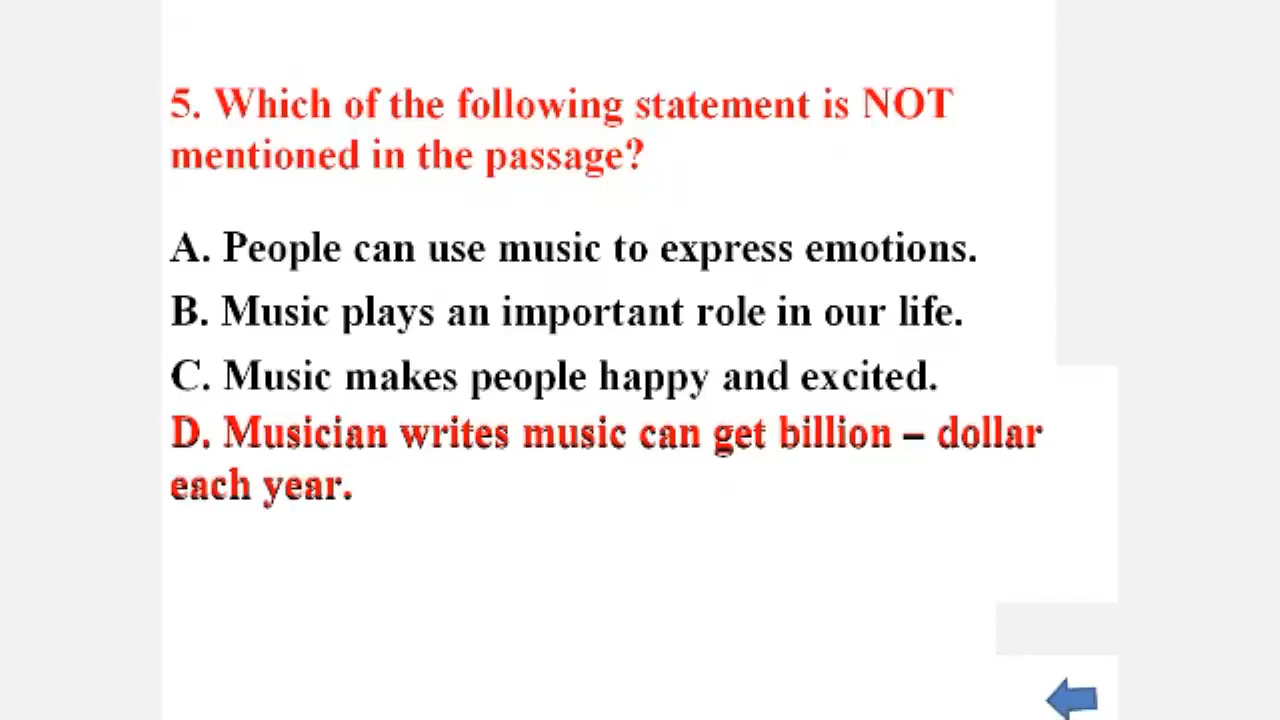 5. Which of the following statement is NOT
mentioned in the passage?
A. People can use music to express emotions.
B. Music plays an important role in our life.
C. Music makes people happy and excited.
D. Musician writes music can get billion – dollar
each year.